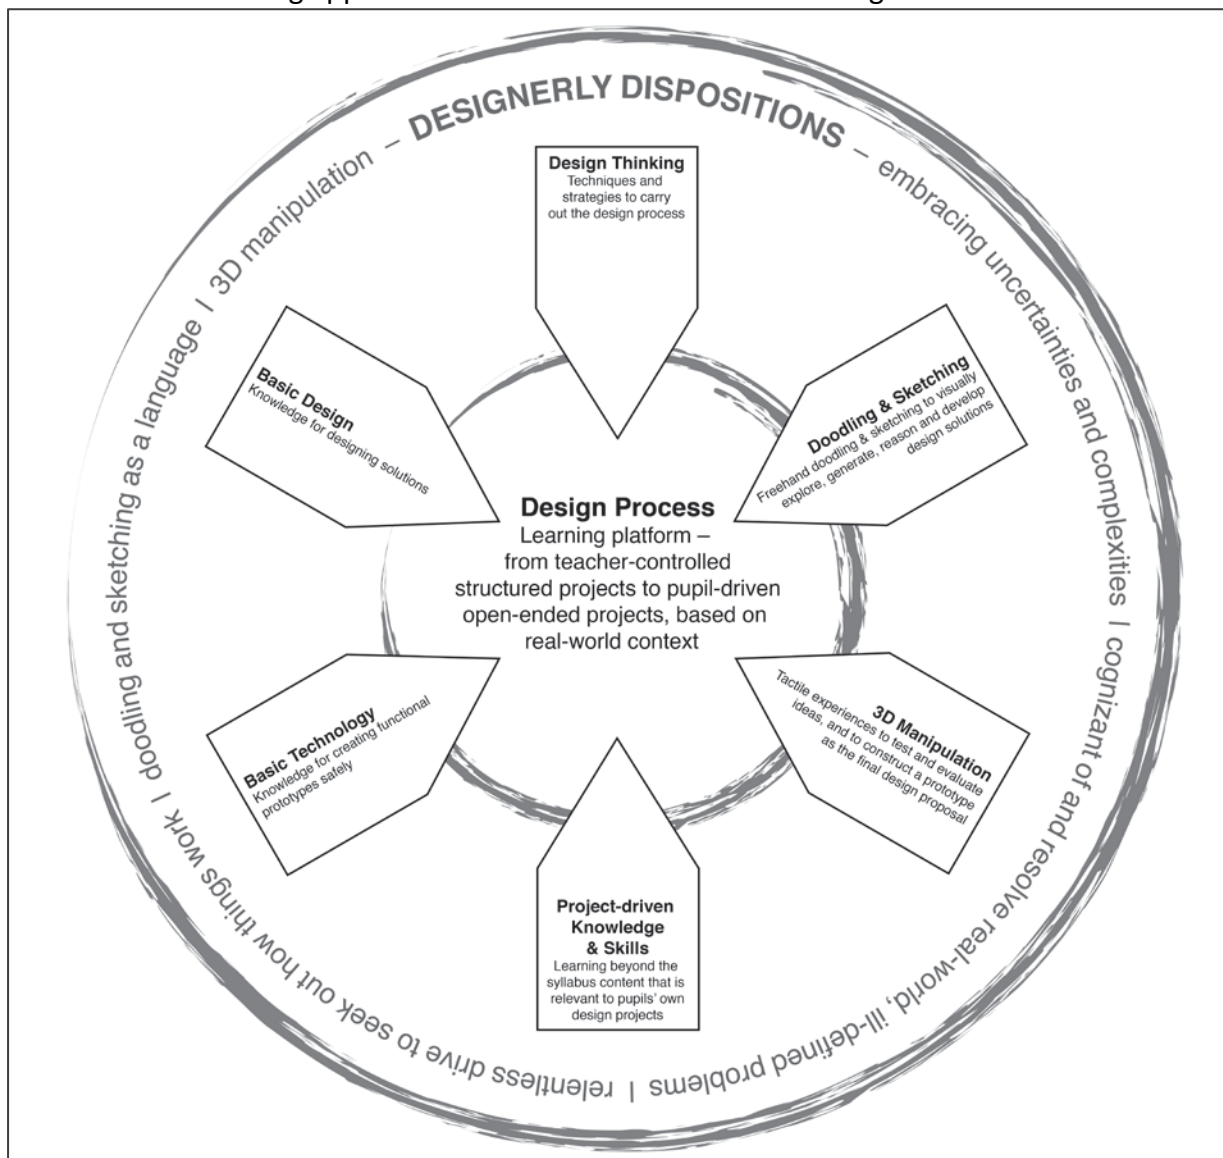 DESIGNERLY DISPOSITIONS – embracing uncertainties and complexities I cognizant of and resolve real-world, ill-defined problems I relentless drive to seek out how things work I doodling and sketching as a language I 3D manipulation –
Design Thinking
Techniques and
strategies to carry
out the design process
Doodling & Sketching
Freehand doodling & sketching to visually
explore, generate, reason and develop
design solutions
3D Manipulation
Tactile experiences to test and evaluate
ideas, and to construct a prototype
as the final design proposal
Project-driven
Knowledge
& Skills
Learning beyond the
syllabus content that is
relevant to pupils' own
design projects
Basic Technology
Knowledge for creating functional
prototypes safely
Basic Design
Knowledge for designing solutions
Design Process
Learning platform –
from teacher-controlled
structured projects to pupil-driven
open-ended projects, based on
real-world context